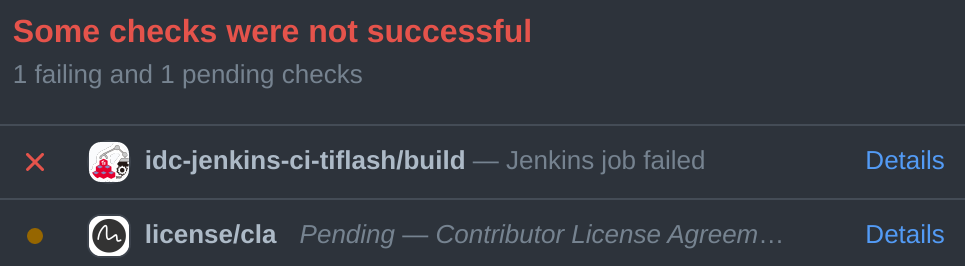 Some checks were not successful
1 failing and 1 pending checks
idc-jenkins-ci-tiflash/build — Jenkins job failed Details
license/cla Pending — Contributor License Agreem… Details